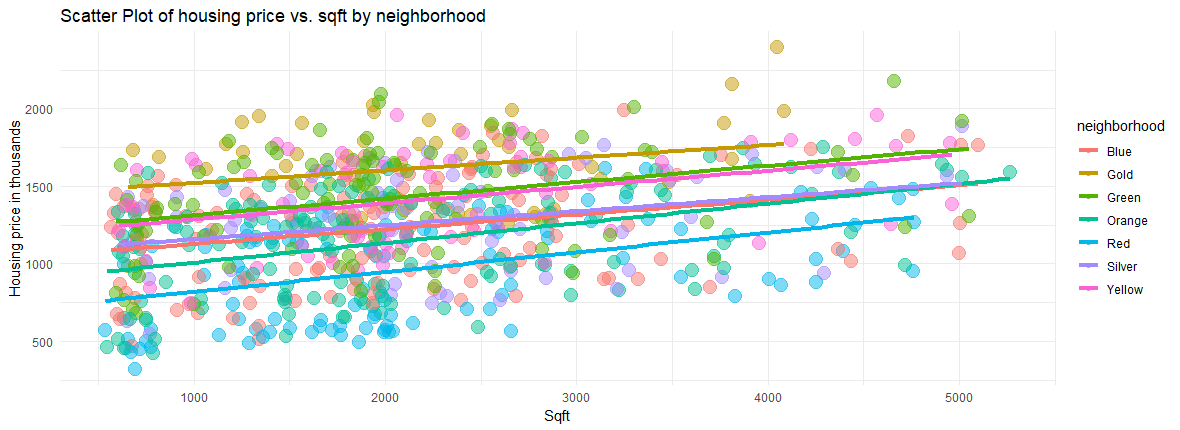 Scatter Plot of housing price vs. sqft by neighborhood
Housing price in thousands
2000
1500
1000
500
1000
2000
3000
4000
5000
Sqft
neighborhood
Blue
Gold
Green
Orange
Red
Silver
Yellow